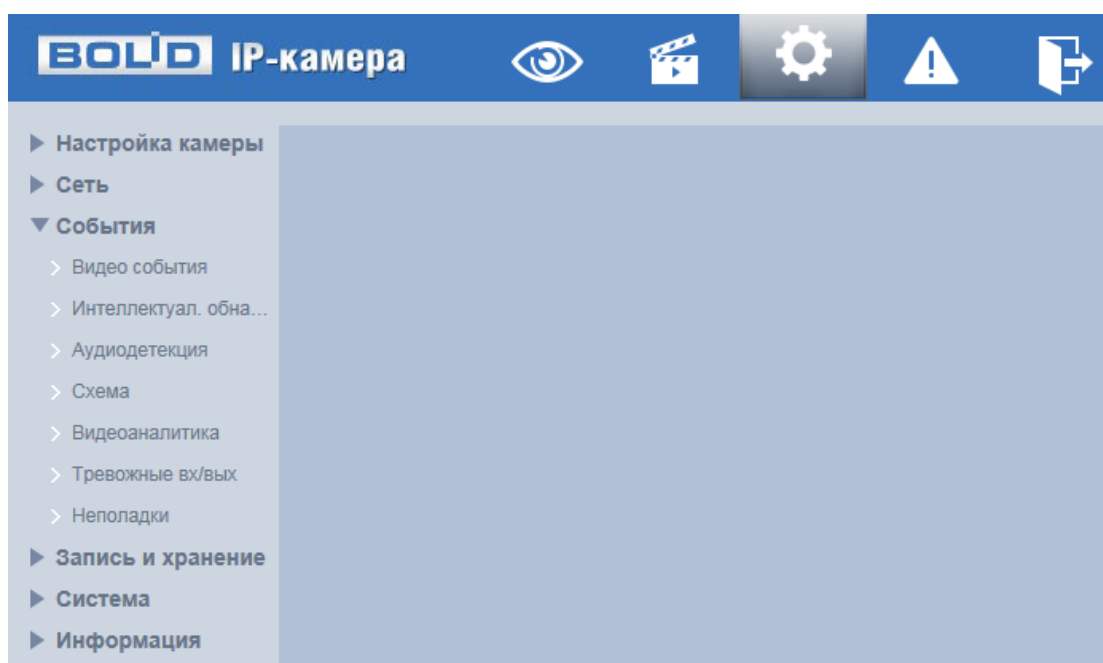 BOLID IP-камера
Настройка камеры
Сеть
События
Видео события
Интеллектуал. обна...
Аудиодетекция
Схема
Видеоаналитика
Тревожные вх/вых
Неполадки
Запись и хранение
Система
Информация